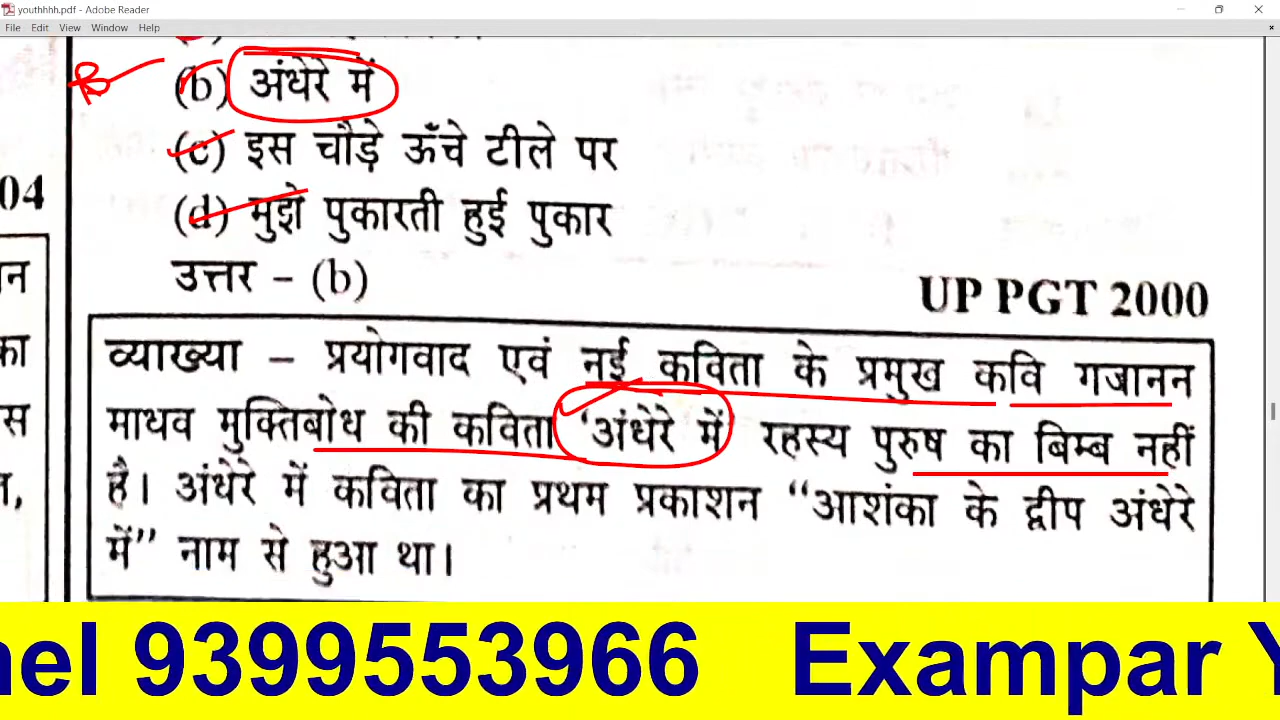 youthhhh.pdf - Adobe Reader
File Edit View Window Help
(b) अंधेरे में
(c) इस चौड़े ऊँचे टीले पर
(d) मुझे पुकारती हुई पुकार
उत्तर - (b)
UP PGT 2000
व्याख्या – प्रयोगवाद एवं नई कविता के प्रमुख कवि गजानन
माधव मुक्तिबोध की कविता 'अंधेरे में' रहस्य पुरुष का बिम्ब नहीं
है। अंधेरे में कविता का प्रथम प्रकाशन “आशंका के द्वीप अंधेरे
में” नाम से हुआ था।
04
न
का
स
त,
nel 9399553966 Exampar Y